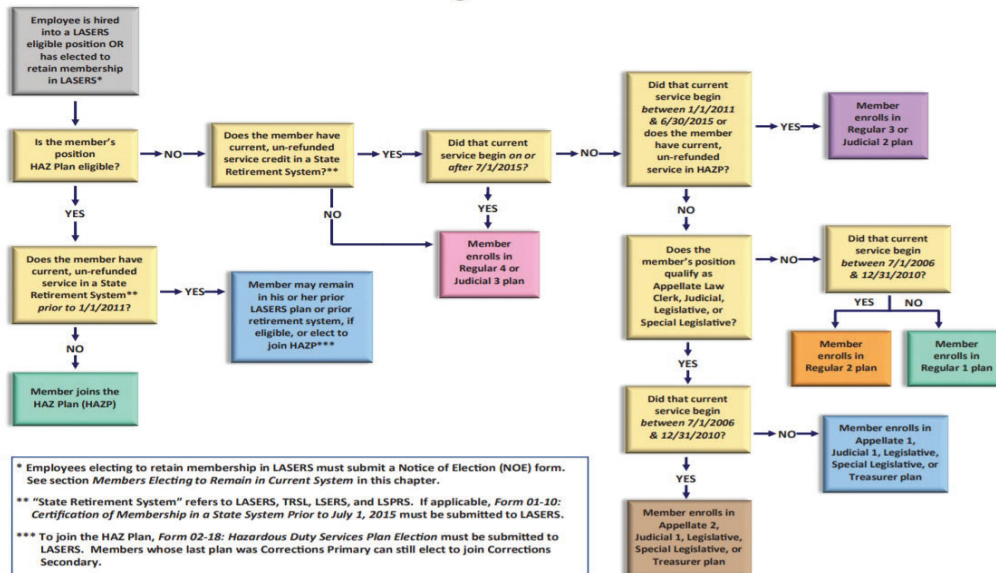 Employee is hired
into a LASERS
eligible position OR
has elected to
retain membership
in LASERS*
Is the member's
position
HAZ Plan eligible?
NO
Does the member have
current, un-refunded
service credit in a State
Retirement System?**
YES
Did that current
service begin on or
after 7/1/2015?
NO
Did that current
service begin
between 1/1/2011
& 6/30/2015 or
does the member
have current,
un-refunded
service in HAZP?
YES
Member
enrolls in
Regular 3 or
Judicial 2 plan
YES
NO
YES
NO
Does the member have
current, un-refunded
service in a State
Retirement System**
prior to 1/1/2011?
YES
Member may remain
in his or her prior
LASERS plan or prior
retirement system, if
eligible, or elect to
join HAZP***
Member
enrolls in
Regular 4 or
Judicial 3 plan
Does the
member's position
qualify as
Appellate Law
Clerk, Judicial,
Legislative, or
Special Legislative?
NO
Did that current
service begin
between 7/1/2006
& 12/31/2010?
YES
NO
Member
enrolls in
Regular 2 plan
Member
enrolls in
Regular 1 plan
NO
Member joins the
HAZ Plan (HAZP)
YES
Did that current
service begin
between 7/1/2006
& 12/31/2010?
NO
Member enrolls in
Appellate 1,
Judicial 1, Legislative,
Special Legislative, or
Treasurer plan
YES
Member enrolls in
Appellate 2,
Judicial 1, Legislative,
Special Legislative, or
Treasurer plan
* Employees electing to retain membership in LASERS must submit a Notice of Election (NOE) form.
See section Members Electing to Remain in Current System in this chapter.
** "State Retirement System" refers to LASERS, TRSL, LSERS, and LSPRS. If applicable, Form 01-10:
Certification of Membership in a State System Prior to July 1, 2015 must be submitted to LASERS.
*** To join the HAZ Plan, Form 02-18: Hazardous Duty Services Plan Election must be submitted to
LASERS. Members whose last plan was Corrections Primary can still elect to join Corrections
Secondary.